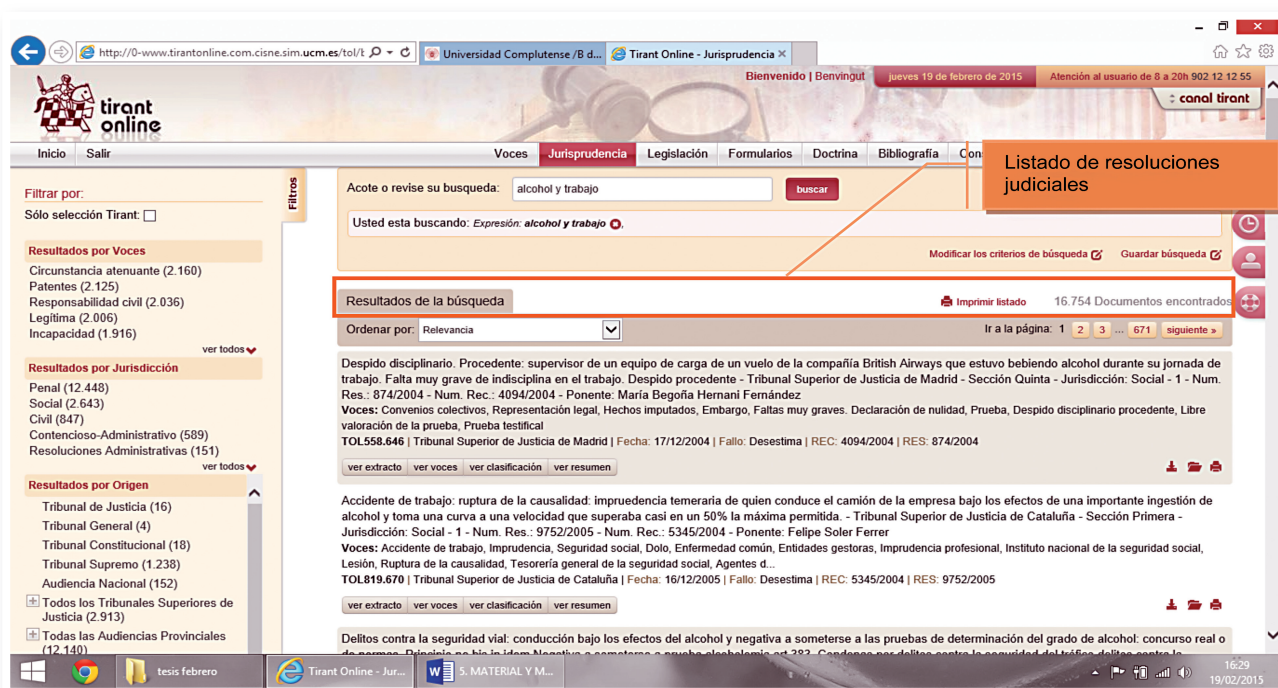 http://0-www.tirantonline.com.cisne.sim.ucm.es/tol/t
Universidad Complutense /B d...
Tirant Online - Jurisprudencia
Bienvenido | Benvingut
jueves 19 de febrero de 2015
Atención al usuario de 8 a 20h 902 12 12 55
tirant
online
canal tirant
Inicio Salir
Voces Jurisprudencia Legislación Formularios Doctrina Bibliografía
Listado de resoluciones
judiciales
Filtrar por:
Sólo selección Tirant:
Resultados por Voces
Circunstancia atenuante (2.160)
Patentes (2.125)
Responsabilidad civil (2.036)
Legítima (2.006)
Incapacidad (1.916)
ver todos
Resultados por Jurisdicción
Penal (12.448)
Social (2.643)
Civil (847)
Contencioso-Administrativo (589)
Resoluciones Administrativas (151)
ver todos
Resultados por Origen
Tribunal de Justicia (16)
Tribunal General (4)
Tribunal Constitucional (18)
Tribunal Supremo (1.238)
Audiencia Nacional (152)
Todos los Tribunales Superiores de
Justicia (2.913)
Todas las Audiencias Provinciales
(12.140)
Filtros
Acote o revise su busqueda: alcohol y trabajo buscar
Usted esta buscando: Expresión: alcohol y trabajo ,
Modificar los criterios de búsqueda Guardar búsqueda
Resultados de la búsqueda Imprimir listado 16.754 Documentos encontrados
Ordenar por: Relevancia Ir a la página: 1 2 3 ... 671 siguiente »
Despido disciplinario. Procedente: supervisor de un equipo de carga de un vuelo de la compañía British Airways que estuvo bebiendo alcohol durante su jornada de
trabajo. Falta muy grave de indisciplina en el trabajo. Despido procedente - Tribunal Superior de Justicia de Madrid - Sección Quinta - Jurisdicción: Social - 1 - Num.
Res.: 874/2004 - Num. Rec.: 4094/2004 - Ponente: María Begoña Hernani Fernández
Voces: Convenios colectivos, Representación legal, Hechos imputados, Embargo, Faltas muy graves. Declaración de nulidad, Prueba, Despido disciplinario procedente, Libre
valoración de la prueba, Prueba testifical
TOL558.646 | Tribunal Superior de Justicia de Madrid | Fecha: 17/12/2004 | Fallo: Desestima | REC: 4094/2004 | RES: 874/2004
ver extracto ver voces ver clasificación ver resumen
Accidente de trabajo: ruptura de la causalidad: impruedencia temeraria de quien conduce el camión de la empresa bajo los efectos de una importante ingestión de
alcohol y toma una curva a una velocidad que superaba casi en un 50% la máxima permitida. - Tribunal Superior de Justicia de Cataluña - Sección Primera -
Jurisdicción: Social - 1 - Num. Res.: 9752/2005 - Num. Rec.: 5345/2004 - Ponente: Felipe Soler Ferrer
Voces: Accidente de trabajo, Imprudencia, Seguridad social, Dolo, Enfermedad común, Entidades gestoras, Imprudencia profesional, Instituto nacional de la seguridad social,
Lesión, Ruptura de la causalidad, Tesorería general de la seguridad social, Agentes d...
TOL819.670 | Tribunal Superior de Justicia de Cataluña | Fecha: 16/12/2005 | Fallo: Desestima | REC: 5345/2004 | RES: 9752/2005
ver extracto ver voces ver clasificación ver resumen
Delitos contra la seguridad vial: conducción bajo los efectos del alcohol y negativa a someterse a las pruebas de determinación del grado de alcohol: concurso real o
tesis febrero
Tirant Online - Jur...
5. MATERIAL Y M...
16:29
19/02/2015